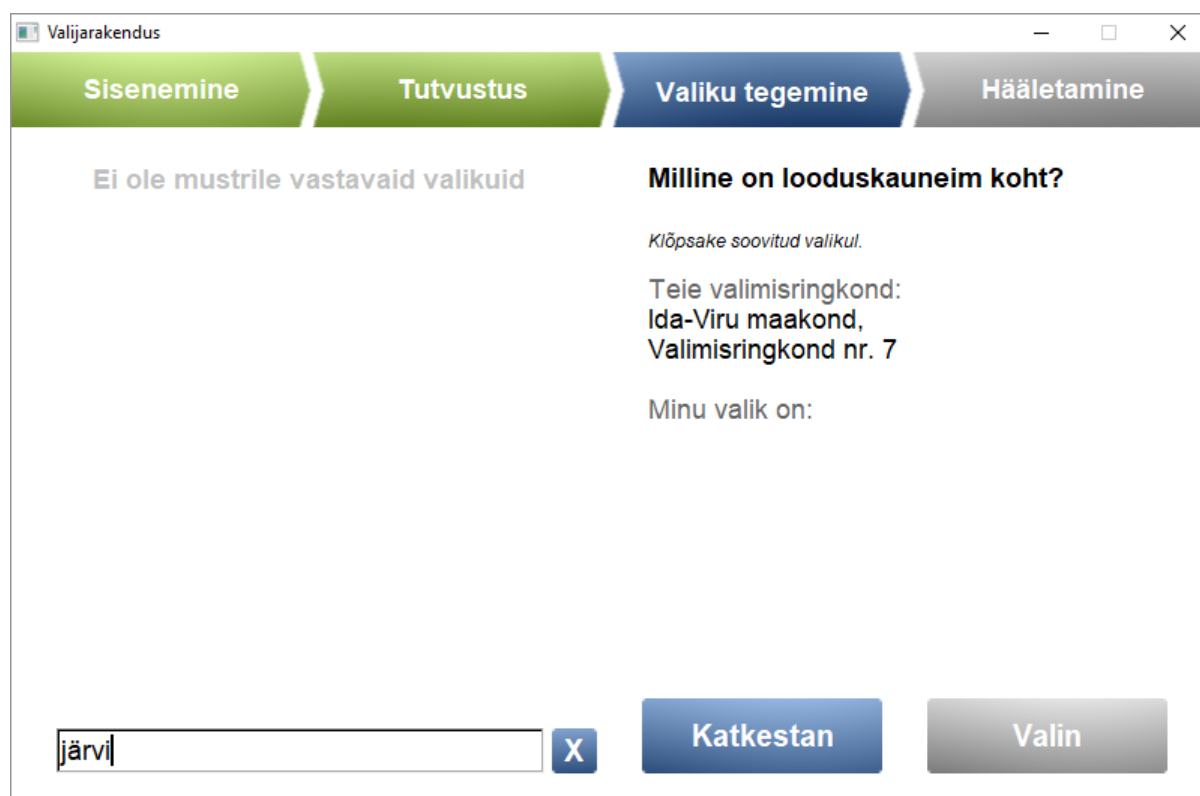 Valijarakendus
Sisenemine
Tutvustus
Valiku tegemine
Hääletamine
Ei ole mustrile vastavaid valikuid
Milline on looduskauneim koht?
Klõpsake soovitud valikul.
Teie valimisringkond:
Ida-Viru maakond,
Valimisringkond nr. 7
Minu valik on:
järvi
X
Katkestan
Valin